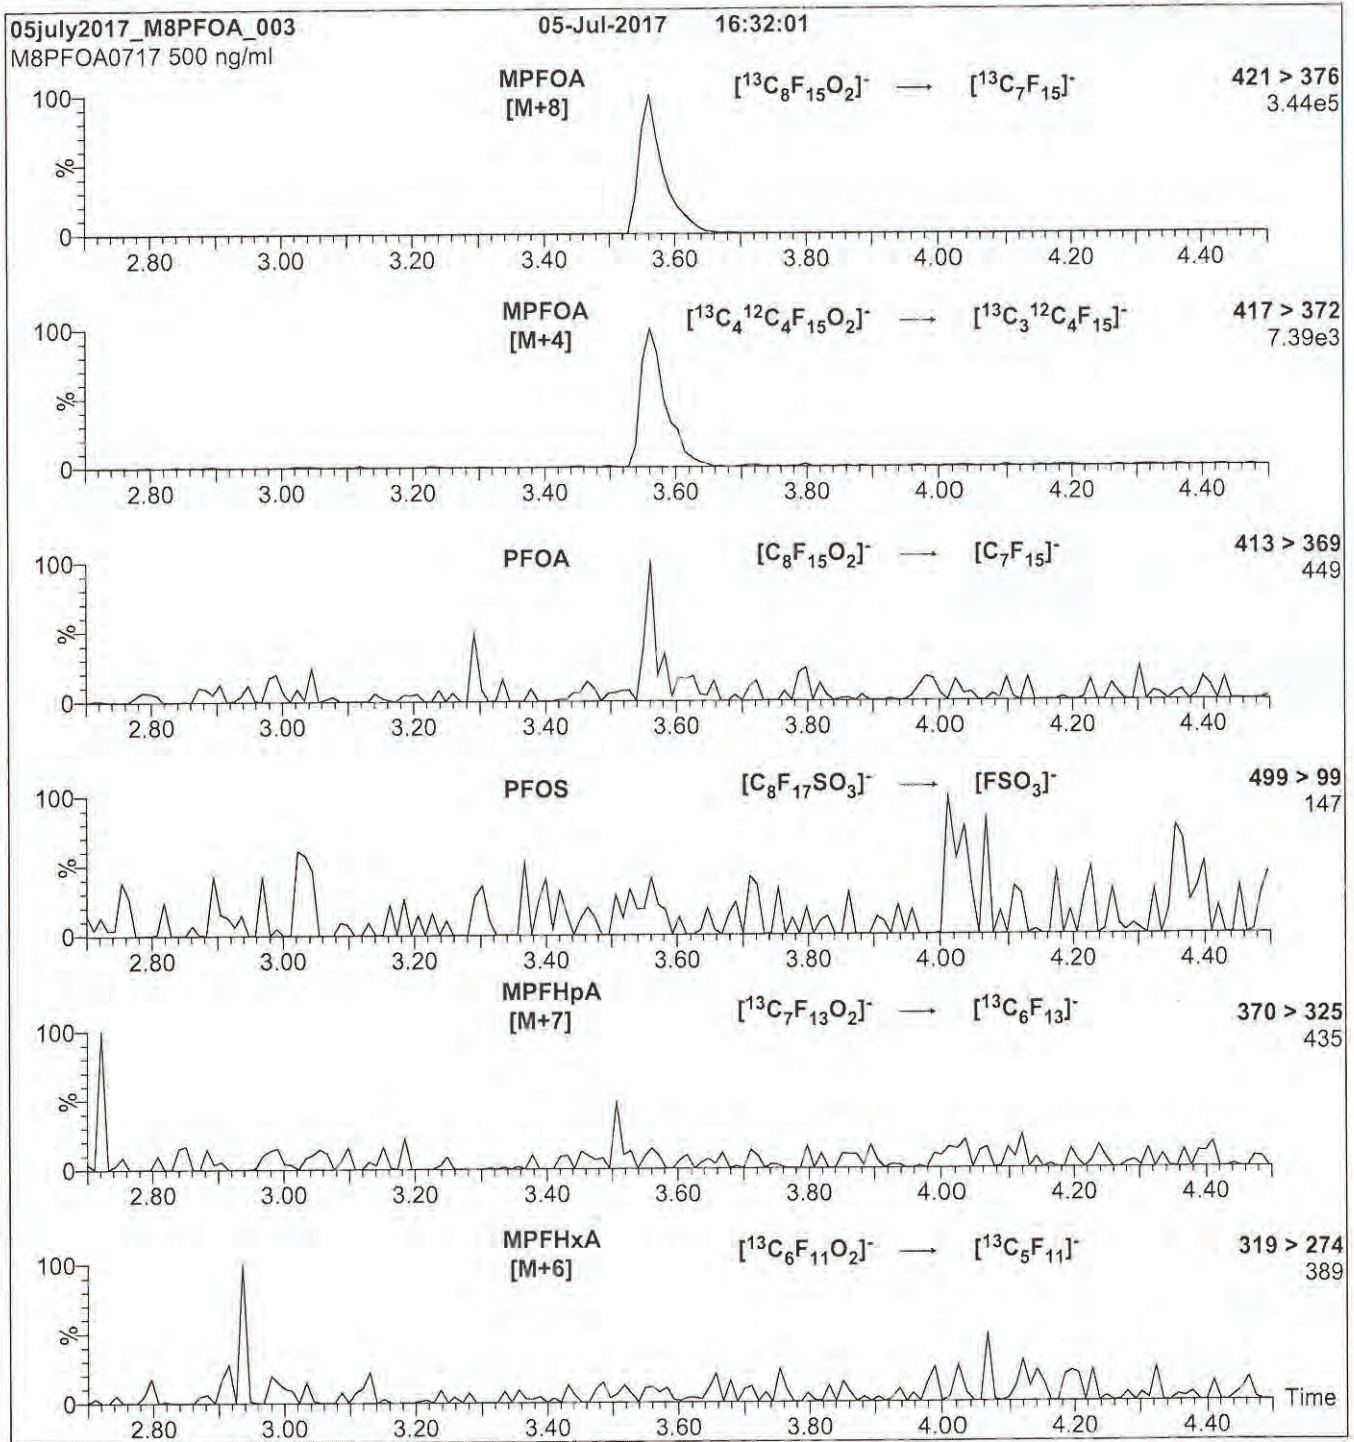 05july2017_M8PFOA_003 05-Jul-2017 16:32:01
M8PFOA0717 500 ng/ml
MPFOA [¹³C₈F₁₅O₂]⁻ → [¹³C₇F₁₅]⁻ 421 > 376
[M+8] 3.44e5
100
%
0
2.80 3.00 3.20 3.40 3.60 3.80 4.00 4.20 4.40
MPFOA [¹³C₄¹²C₄F₁₅O₂]⁻ → [¹³C₃¹²C₄F₁₅]⁻ 417 > 372
[M+4] 7.39e3
100
%
0
2.80 3.00 3.20 3.40 3.60 3.80 4.00 4.20 4.40
PFOA [C₈F₁₅O₂]⁻ → [C₇F₁₅]⁻ 413 > 369
449
100
%
0
2.80 3.00 3.20 3.40 3.60 3.80 4.00 4.20 4.40
PFOS [C₈F₁₇SO₃]⁻ → [FSO₃]⁻ 499 > 99
147
100
%
0
2.80 3.00 3.20 3.40 3.60 3.80 4.00 4.20 4.40
MPFHpA [¹³C₇F₁₃O₂]⁻ → [¹³C₆F₁₃]⁻ 370 > 325
[M+7] 435
100
%
0
2.80 3.00 3.20 3.40 3.60 3.80 4.00 4.20 4.40
MPFHxA [¹³C₆F₁₁O₂]⁻ → [¹³C₅F₁₁]⁻ 319 > 274
[M+6] 389
100
%
0 Time
2.80 3.00 3.20 3.40 3.60 3.80 4.00 4.20 4.40